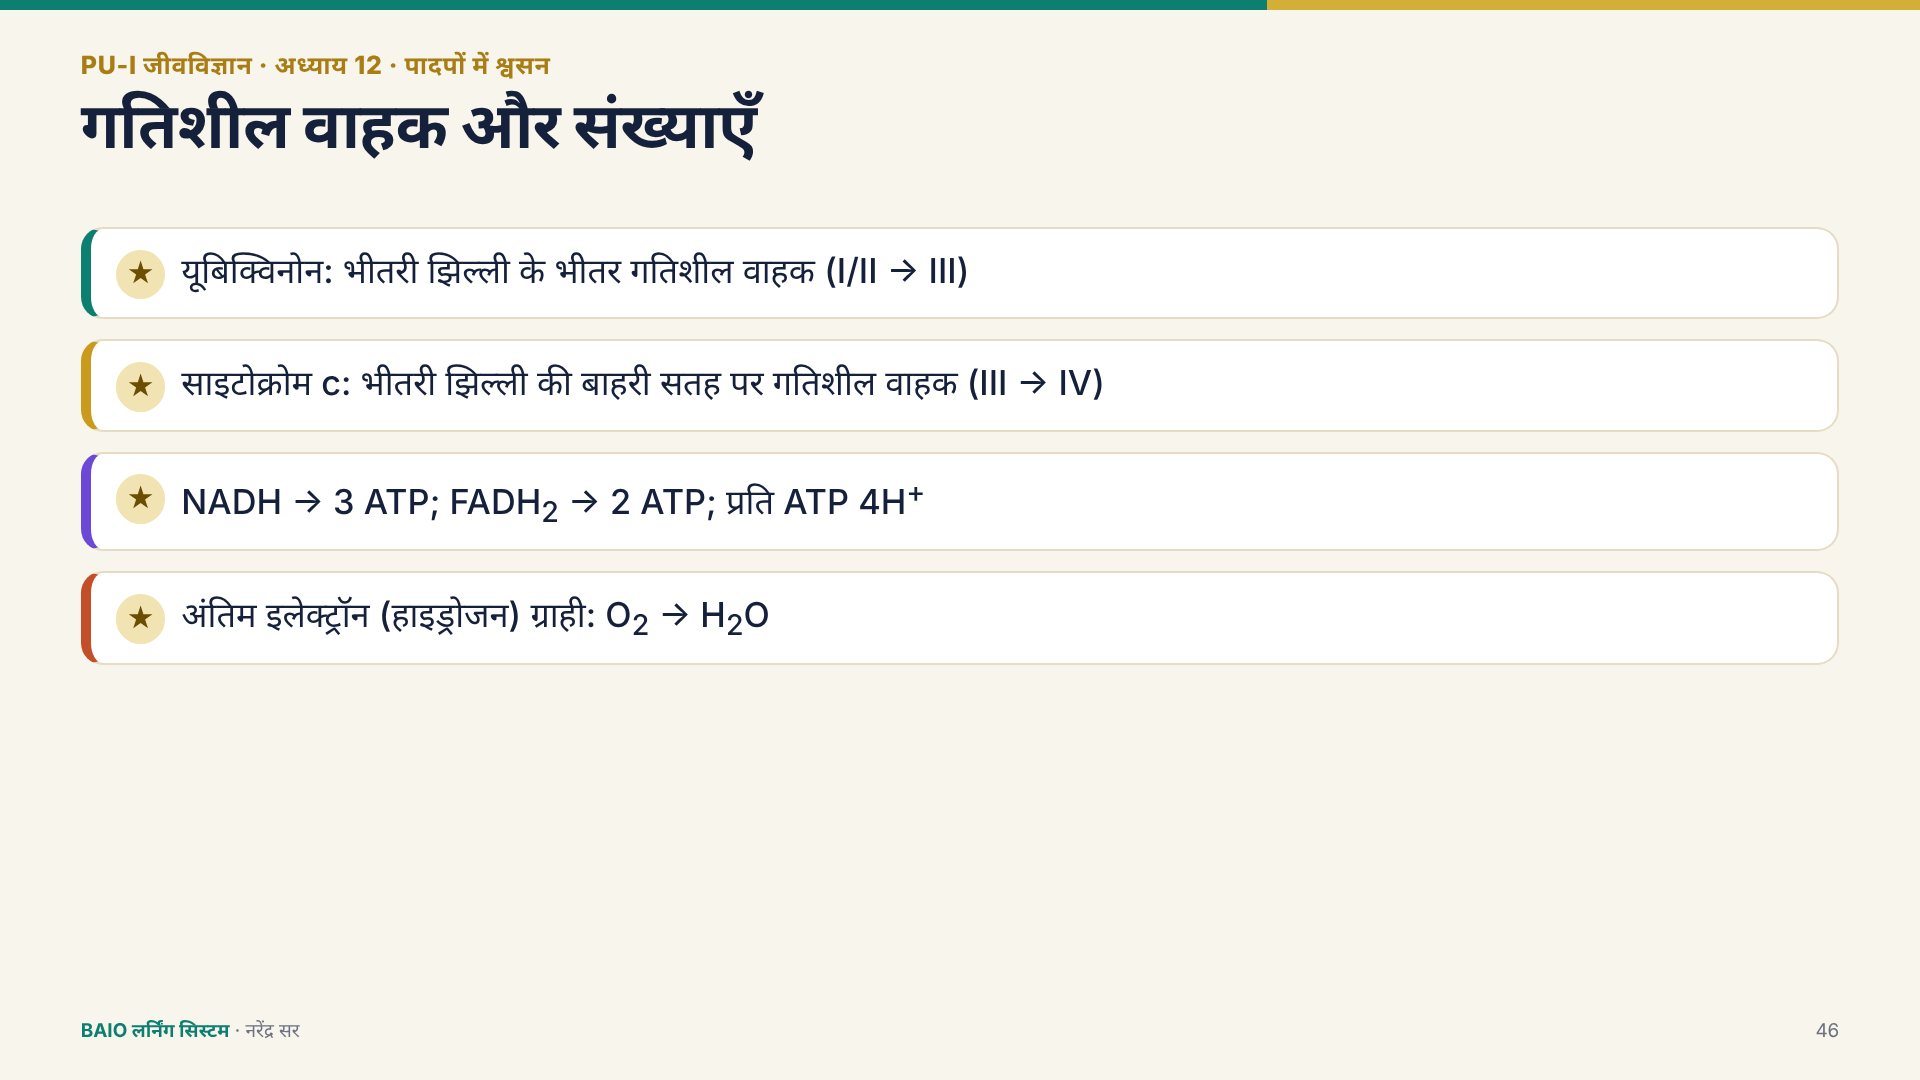 PU-I जीवविज्ञान · अध्याय 12 · पादपों में श्वसन
गतिशील वाहक और संख्याएँ
★ यूबिक्विनोन: भीतरी झिल्ली के भीतर गतिशील वाहक (I/II → III)
★ साइटोक्रोम c: भीतरी झिल्ली की बाहरी सतह पर गतिशील वाहक (III → IV)
★ NADH → 3 ATP; FADH₂ → 2 ATP; प्रति ATP 4H⁺
★ अंतिम इलेक्ट्रॉन (हाइड्रोजन) ग्राही: O₂ → H₂O
BAIO लर्निंग सिस्टम · नरेंद्र सर
46